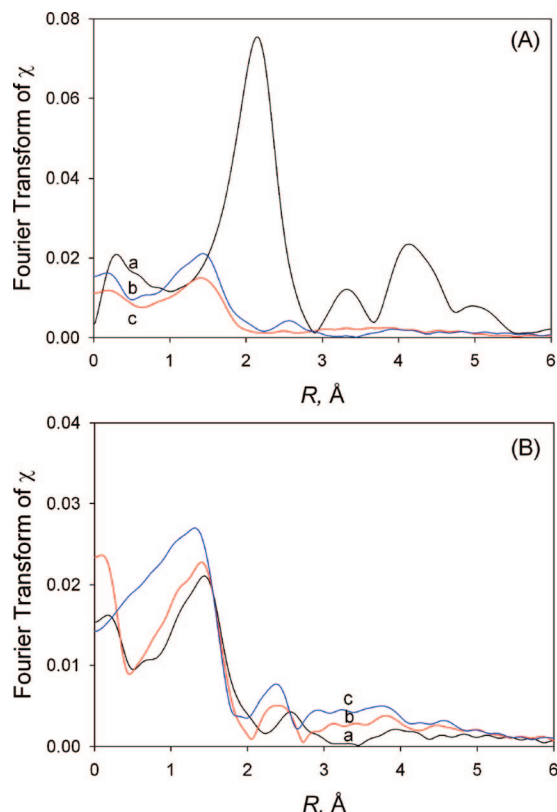 0.08
(A)
0.06
Fourier Transform of χ
0.04
0.02
a
b
c
0.00
0 1 2 3 4 5 6
R, Å
0.04
(B)
0.03
Fourier Transform of χ
0.02
0.01
c
b
a
0.00
0 1 2 3 4 5 6
R, Å